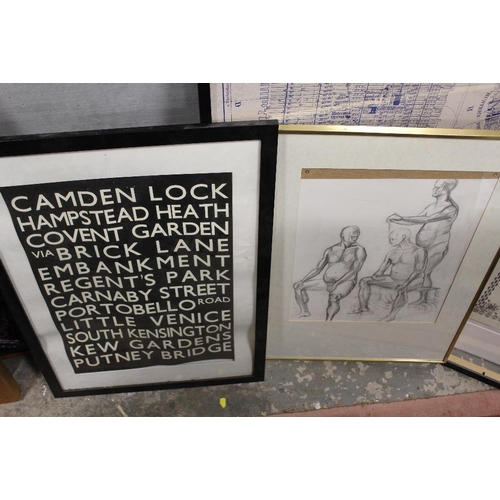 CAMDEN LOCK
HAMPSTEAD HEATH
COVENT GARDEN
VIA BRICK LANE
EMBANKMENT
REGENT'S PARK
CARNABY STREET
PORTOBELLO ROAD
LITTLE VENICE
SOUTH KENSINGTON
KEW GARDENS
PUTNEY BRIDGE